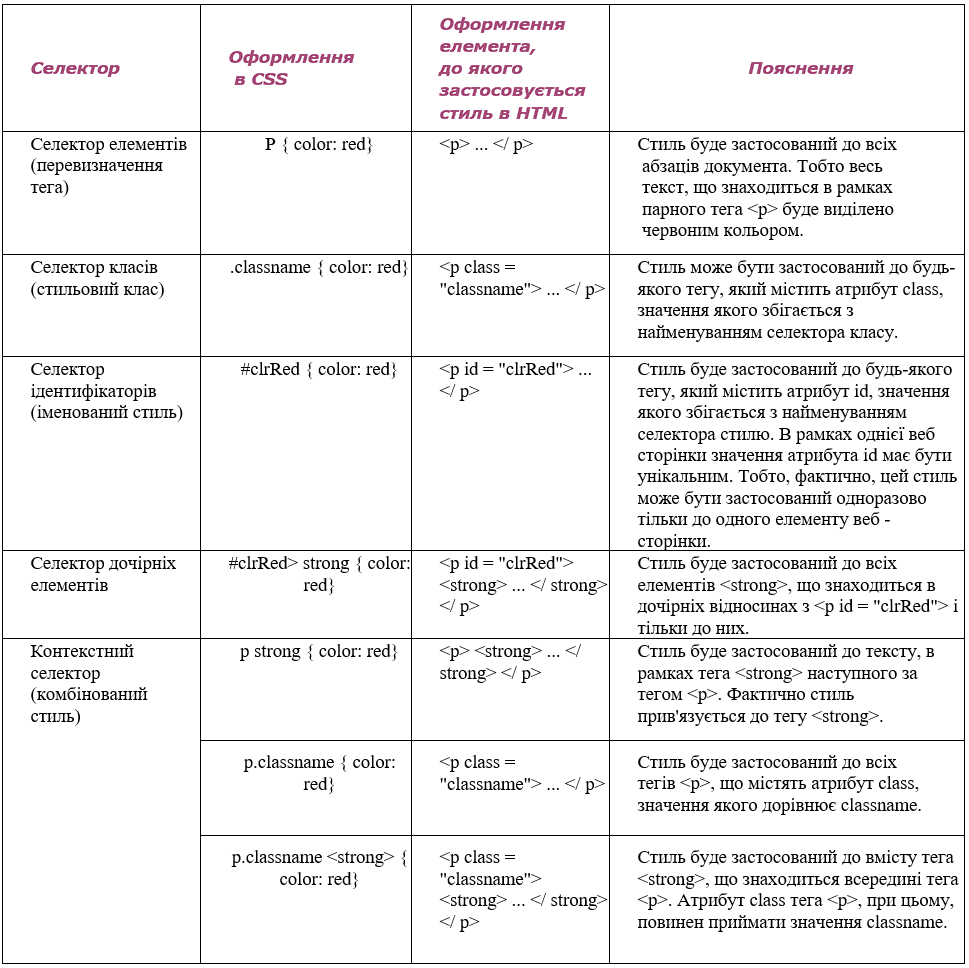 Селектор
Оформлення
в CSS
Оформлення
елемента,
до якого
застосовується
стиль в HTML
Пояснення
Селектор елементів
(перевизначення
тега)
P { color: red}
<p> ... </ p>
Стиль буде застосований до всіх
абзаців документа. Тобто весь
текст, що знаходиться в рамках
парного тега <p> буде виділено
червоним кольором.
Селектор класів
(стильовий клас)
.classname { color: red}
<p class =
"classname"> ... </ p>
Стиль може бути застосований до будь-
якого тегу, який містить атрибут class,
значення якого збігається з
найменуванням селектора класу.
Селектор
ідентифікаторів
(іменований стиль)
#clrRed { color: red}
<p id = "clrRed"> ...
</ p>
Стиль буде застосований до будь-якого
тегу, який містить атрибут id, значення
якого збігається з найменуванням
селектора стилю. В рамках однієї веб
сторінки значення атрибута id має бути
унікальним. Тобто, фактично, цей стиль
може бути застосований одноразово
тільки до одного елементу веб -
сторінки.
Селектор дочірніх
елементів
#clrRed> strong { color:
red}
<p id = "clrRed">
<strong> ... </ strong>
</ p>
Стиль буде застосований до всіх
елементів <strong>, що знаходиться в
дочірніх відносинах з <p id = "clrRed"> і
тільки до них.
Контекстний
селектор
(комбінований
стиль)
p strong { color: red}
<p> <strong> ... </
strong> </ p>
Стиль буде застосований до тексту, в
рамках тега <strong> наступного за
тегом <p>. Фактично стиль
прив'язується до тегу <strong>.
p.classname { color:
red}
<p class =
"classname"> ... </ p>
Стиль буде застосований до всіх
тегів <p>, що містять атрибут class,
значення якого дорівнює classname.
p.classname <strong> {
color: red}
<p class =
"classname">
<strong> ... </ strong>
</ p>
Стиль буде застосований до вмісту тега
<strong>, що знаходиться всередині тега
<p>. Атрибут class тега <p>, при цьому,
повинен приймати значення classname.